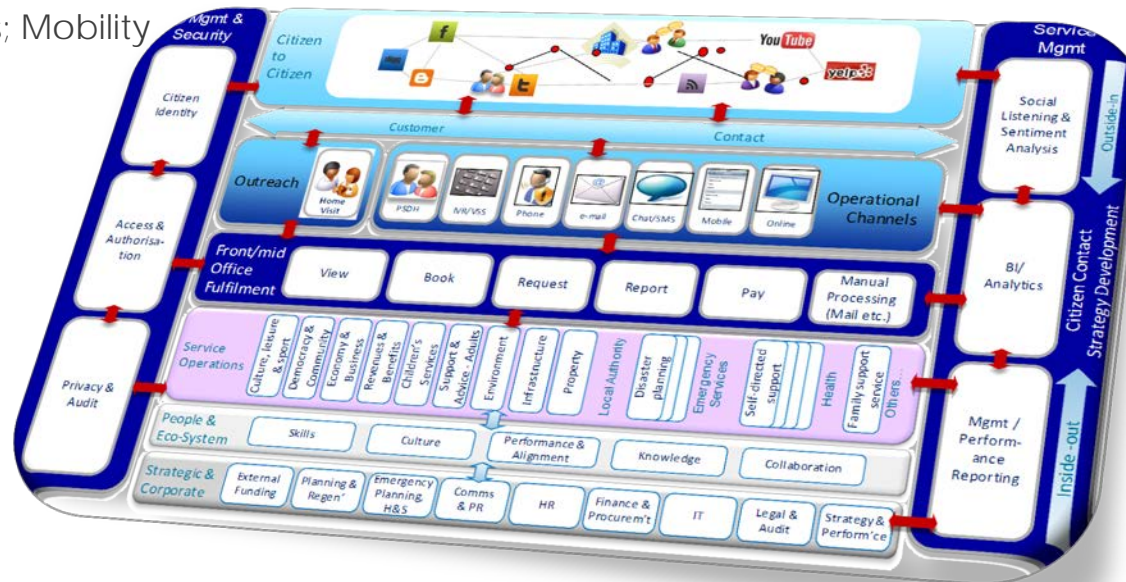 s; Mobility
Mgmt &
Security
Citizen
Identity
Access &
Authorisa-
tion
Privacy &
Audit
Citizen
to
Citizen
f
t
You Tube
yelp
Customer
Contact
Outreach
Home
Visit
PSDH
IVR/VSS
Phone
e-mail
Chat/SMS
Mobile
Online
Operational
Channels
Front/mid
Office
Fulfilment
View
Book
Request
Report
Pay
Manual
Processing
(Mail etc.)
Service
Operations
Culture, leisure
& sport
Democracy &
Community
Economy &
Business
Revenues &
Benefits
Children's
Services
Support &
Advice - Adults
Environment
Infrastructure
Property
Local Authority
Disaster
planning
Emergency
Services
Self-directed
support
Health
Family support
service
Others...
People &
Eco-System
Skills
Culture
Performance &
Alignment
Knowledge
Collaboration
Strategic &
Corporate
External
Funding
Planning &
Regen'
Emergency
Planning,
H&S
Comms
& PR
HR
Finance &
Procurem't
IT
Legal &
Audit
Strategy &
Perform'ce
Service
Mgmt
Social
Listening &
Sentiment
Analysis
BI/
Analytics
Mgmt /
Perform-
ance
Reporting
Outside-in
Citizen Contact
Strategy Development
Inside -out